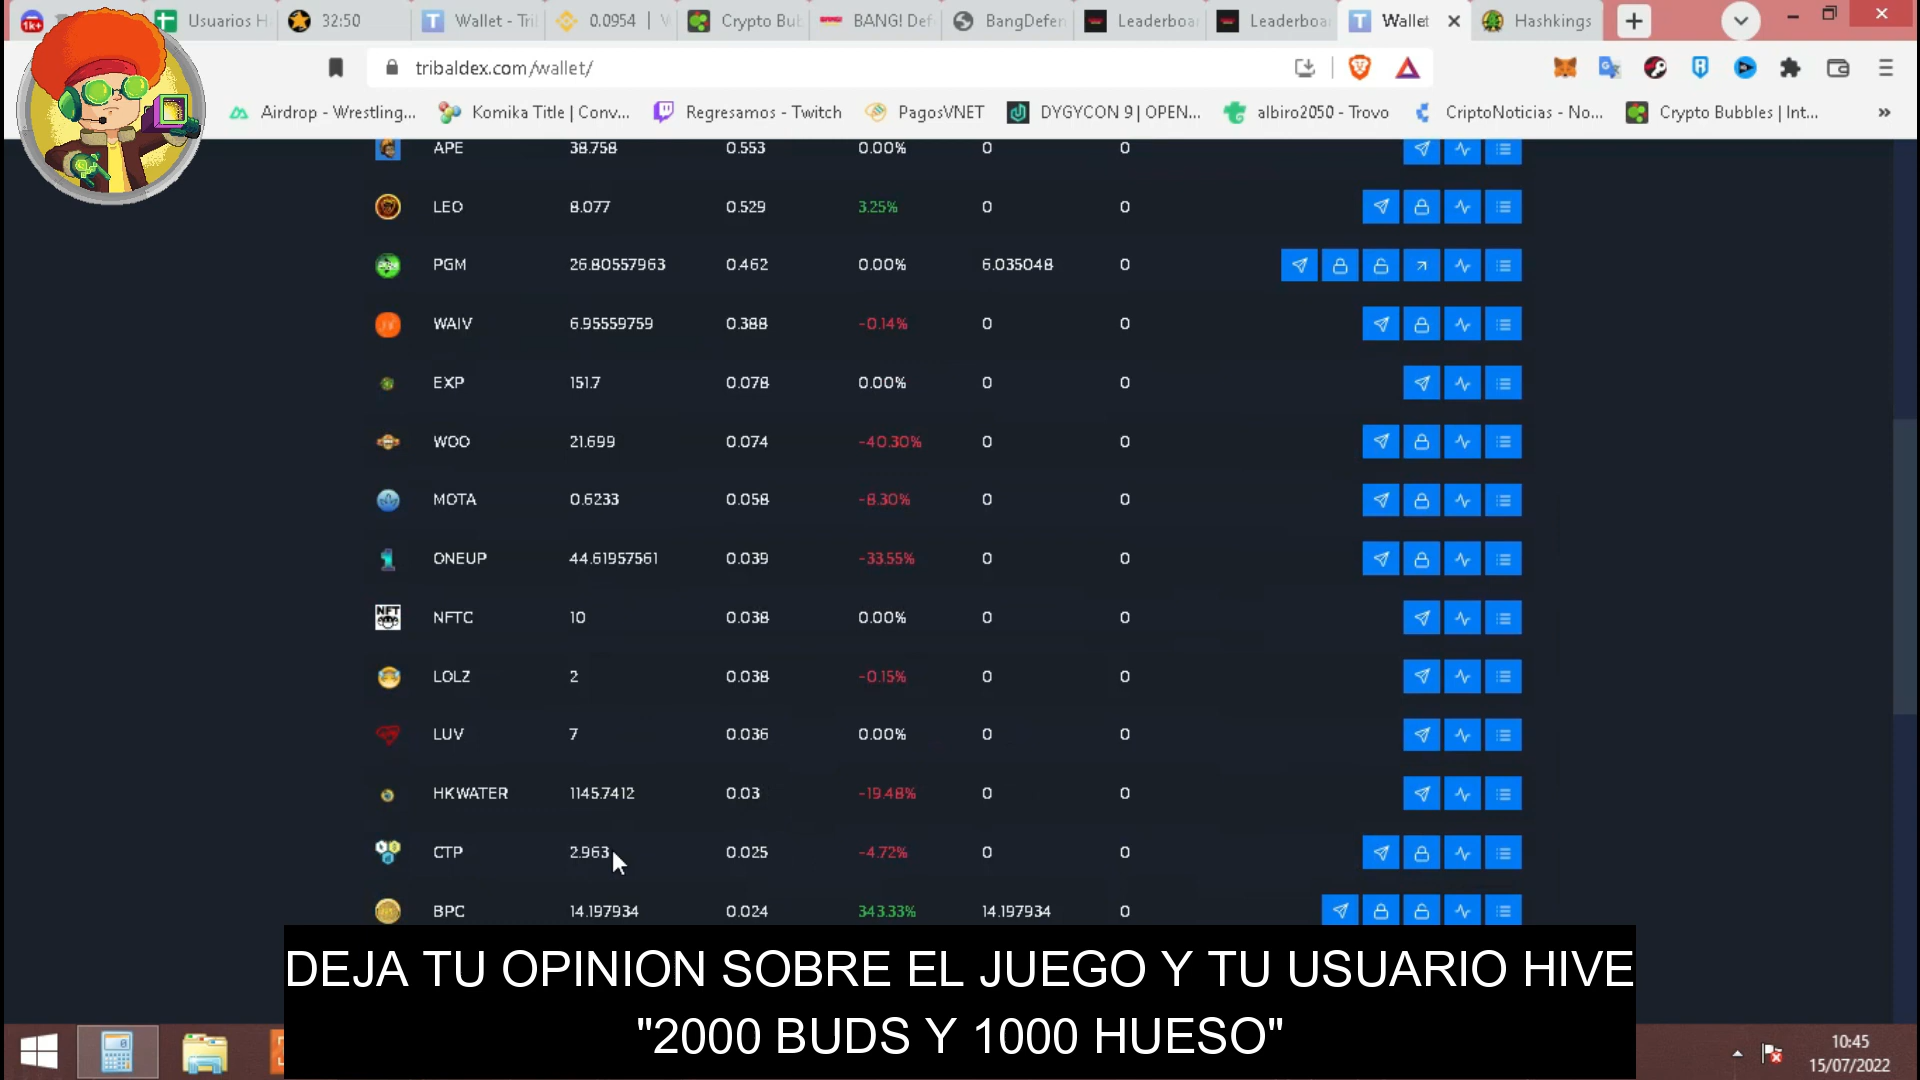 1k+ Usuarios H 32:50 Wallet - Tri 0.0954 | Crypto Bub BANG! Def BangDefen Leaderboar Leaderboar Wallet Hashkings
tribaldex.com/wallet/
Airdrop - Wrestling... Komika Title | Conv... Regresamos - Twitch PagosVNET DYGYCON 9 | OPEN... albiro2050 - Trovo CriptoNoticias - No... Crypto Bubbles | Int... »
APE 38.758 0.553 0.00% 0 0
LEO 8.077 0.529 3.25% 0 0
PGM 26.80557963 0.462 0.00% 6.035048 0
WAIV 6.95559759 0.388 -0.14% 0 0
EXP 151.7 0.078 0.00% 0 0
WOO 21.699 0.074 -40.30% 0 0
MOTA 0.6233 0.058 -8.30% 0 0
ONEUP 44.61957561 0.039 -33.55% 0 0
NFT NFTC 10 0.038 0.00% 0 0
LOLZ 2 0.038 -0.15% 0 0
LUV 7 0.036 0.00% 0 0
HKWATER 1145.7412 0.03 -19.48% 0 0
CTP 2.963 0.025 -4.72% 0 0
BPC 14.197934 0.024 343.33% 14.197934 0
DEJA TU OPINION SOBRE EL JUEGO Y TU USUARIO HIVE
"2000 BUDS Y 1000 HUESO"
10:45
15/07/2022